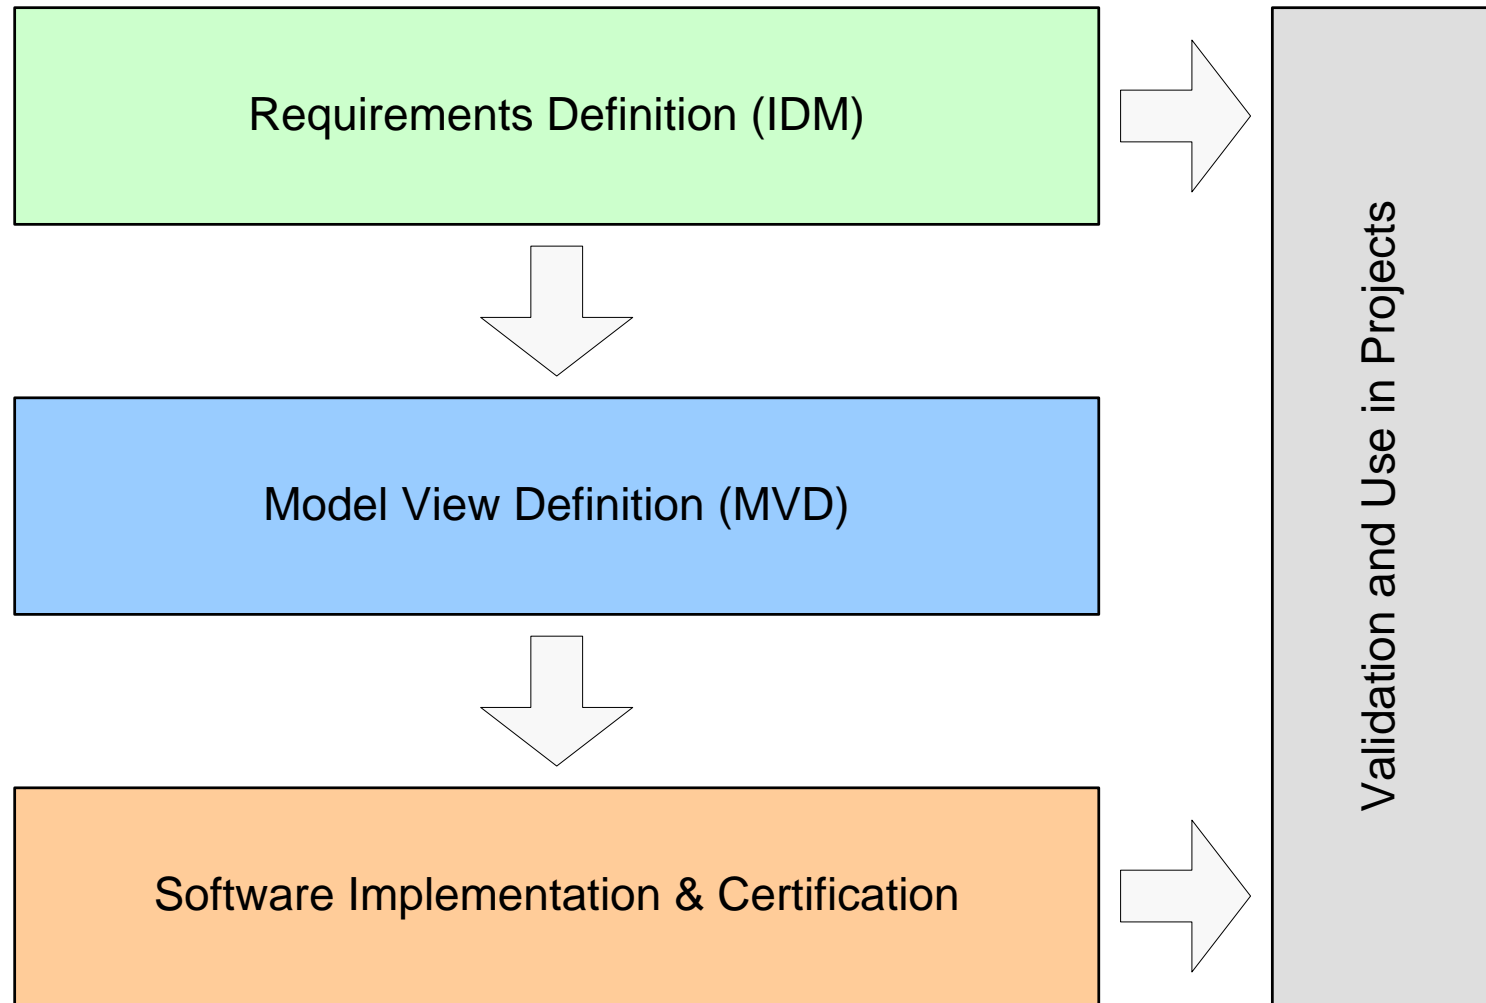 Requirements Definition (IDM)
Model View Definition (MVD)
Software Implementation & Certification
Validation and Use in Projects